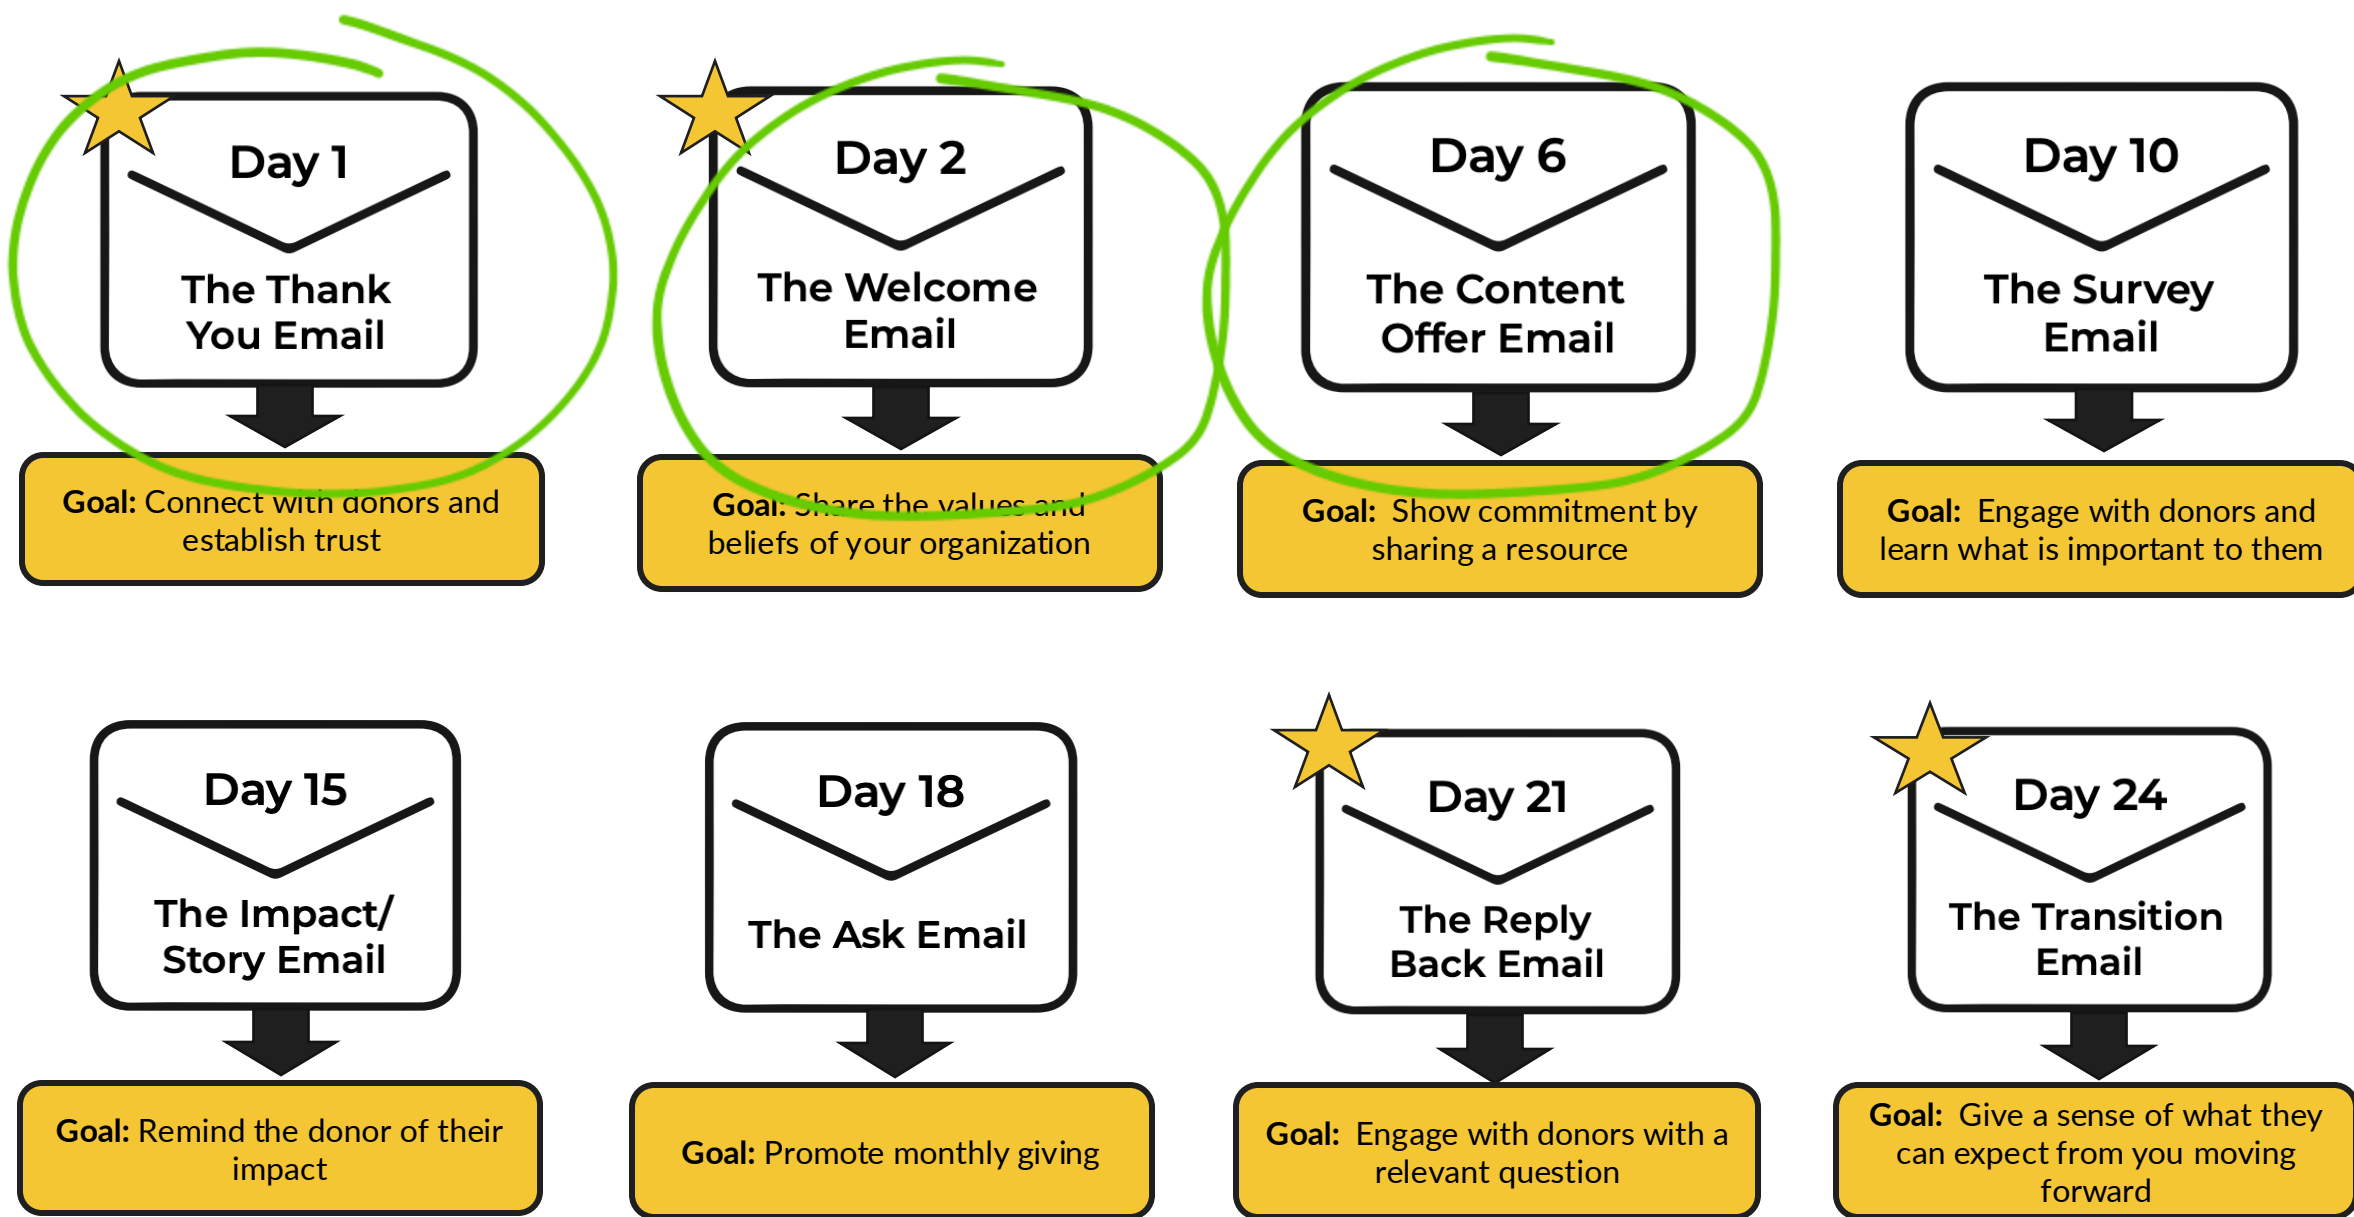 Day 1
The Thank
You Email
Goal: Connect with donors and
establish trust
Day 2
The Welcome
Email
Goal: Share the values and
beliefs of your organization
Day 6
The Content
Offer Email
Goal: Show commitment by
sharing a resource
Day 10
The Survey
Email
Goal: Engage with donors and
learn what is important to them
Day 15
The Impact/
Story Email
Goal: Remind the donor of their
impact
Day 18
The Ask Email
Goal: Promote monthly giving
Day 21
The Reply
Back Email
Goal: Engage with donors with a
relevant question
Day 24
The Transition
Email
Goal: Give a sense of what they
can expect from you moving
forward